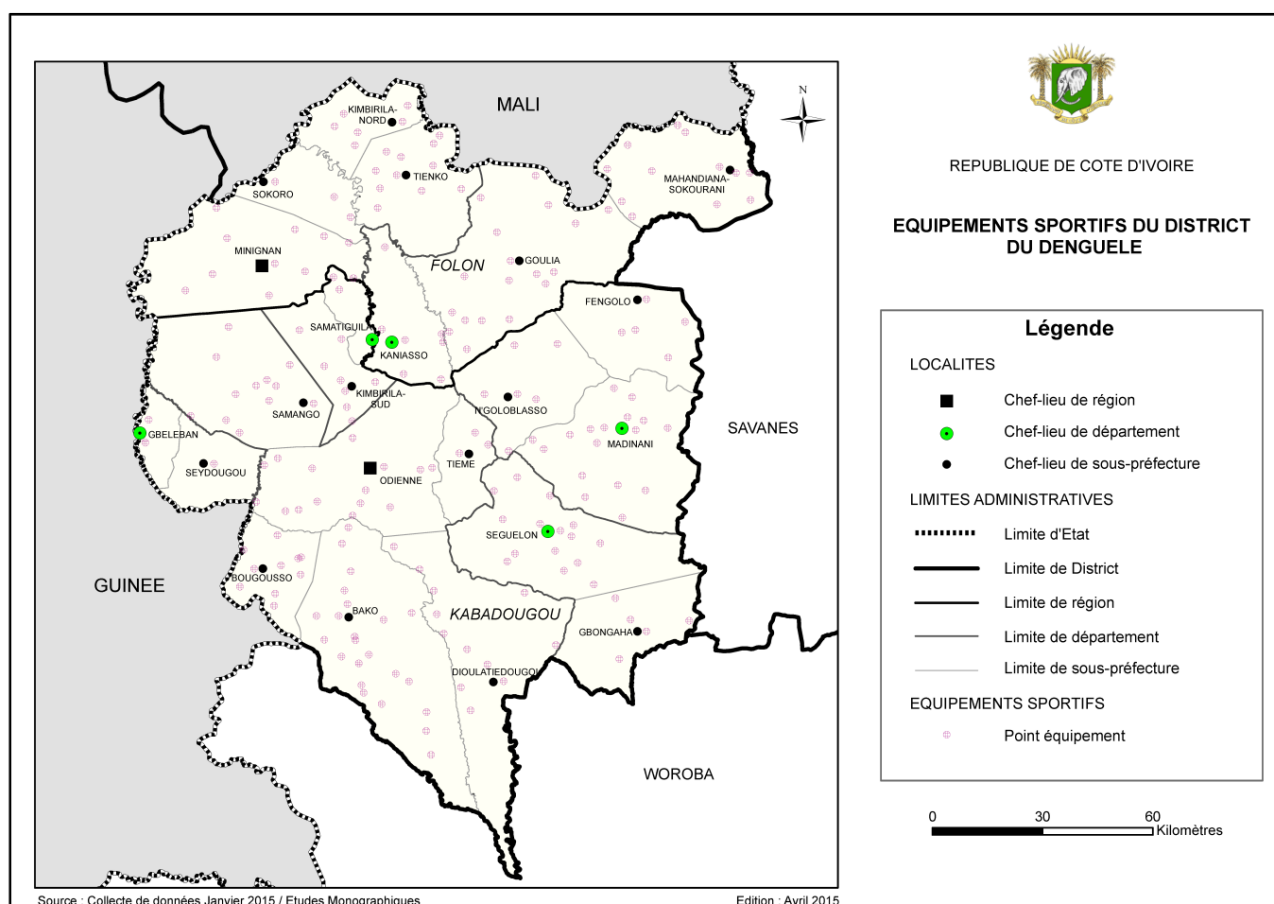 MALI
N
KIMBIRILA-
NORD
TIENKO
SOKORO
MAHANDIANA-
SOKOURANI
MINIGNAN
FOLON
GOULIA
FENGOLO
SAMATIGUILA
KANIASSO
KIMBIRILA-
SUD
SAMANGO
N'GOLOBLASSO
GBELEBAN
MADINANI
SAVANES
SEYDOUGOU
ODIENNE
TIEME
SEGUELON
GUINEE
BOUGOUSSO
BAKO
KABADOUGOU
GBONGAHA
DIOULATIEDOUGOU
WOROBA
Source : Collecte de données Janvier 2015 / Etudes Monographiques
Edition : Avril 2015
REPUBLIQUE DE COTE D'IVOIRE
EQUIPEMENTS SPORTIFS DU DISTRICT
DU DENGUELE
Légende
LOCALITES
Chef-lieu de région
Chef-lieu de département
Chef-lieu de sous-préfecture
LIMITES ADMINISTRATIVES
Limite d'Etat
Limite de District
Limite de région
Limite de département
Limite de sous-préfecture
EQUIPEMENTS SPORTIFS
Point équipement
0 30 60
Kilomètres